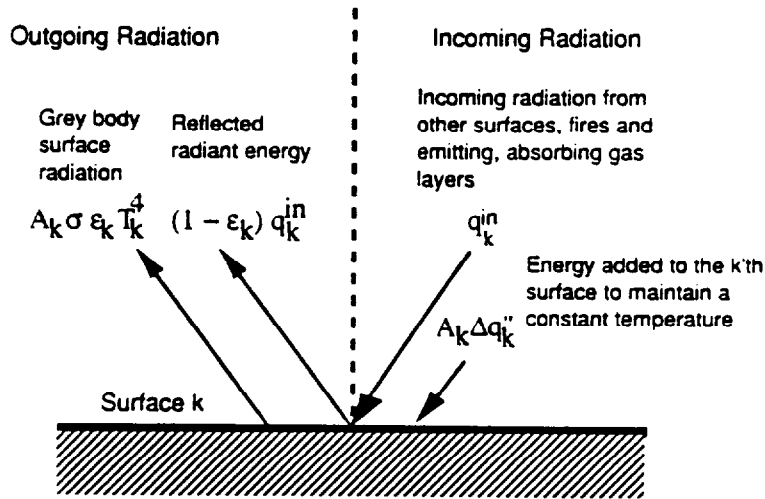 Outgoing Radiation
Incoming Radiation
Grey body
surface
radiation
A_k σ ε_k T_k^4
Reflected
radiant energy
(1 − ε_k) q_k^in
Incoming radiation from
other surfaces, fires and
emitting, absorbing gas
layers
q_k^in
Energy added to the k'th
surface to maintain a
constant temperature
A_k Δq_k^"
Surface k